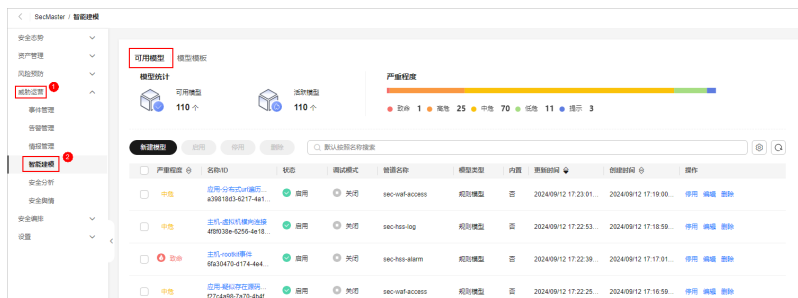 < SecMaster / 智能建模
安全态势
资产管理
风险预防
威胁运营 1
事件管理
告警管理
情报管理
智能建模 2
安全分析
安全舆情
安全编排
设置
可用模型 模型模板
模型统计
可用模型
110 个
活跃模型
110 个
严重程度
致命 1 高危 25 中危 70 低危 11 提示 3
新建模型 启用 停用 删除 默认按照名称搜索
严重程度 名称/ID 状态 调试模式 管道名称 模型类型 内置 更新时间 创建时间 操作
中危 应用-分布式url遍历... 启用 关闭 sec-waf-access 规则模型 否 2024/09/12 17:23:01... 2024/09/12 17:19:00... 停用 编辑 删除
a39818d3-6217-4a1...
中危 主机-虚拟机横向连接 启用 关闭 sec-hss-log 规则模型 否 2024/09/12 17:22:53... 2024/09/12 17:18:59... 停用 编辑 删除
4f8f038e-6256-4e18...
致命 主机-rootkit事件 启用 关闭 sec-hss-alarm 规则模型 否 2024/09/12 17:22:39... 2024/09/12 17:17:01... 停用 编辑 删除
6fa30470-d174-4e4...
中危 应用-疑似存在源码... 启用 关闭 sec-waf-access 规则模型 否 2024/09/12 17:22:25... 2024/09/12 17:16:59... 停用 编辑 删除
f27c4a98-7a70-4b4f...